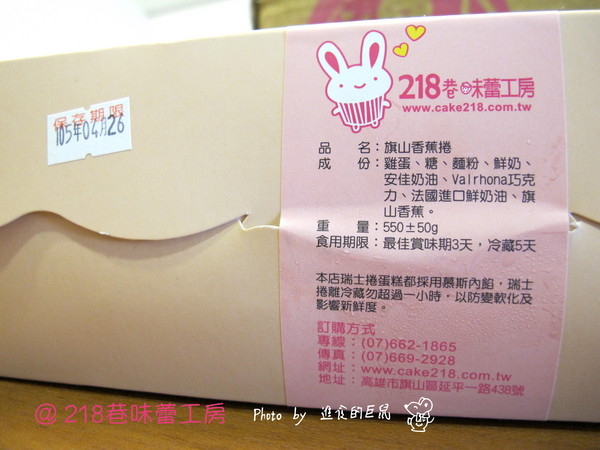 保存期限
105年04月26
218巷味蕾工房
www.cake218.com.tw
品 名：旗山香蕉捲
成 份：雞蛋、糖、麵粉、鮮奶、
安佳奶油、Valrhona巧克
力、法國進口鮮奶油、旗
山香蕉。
重 量：550±50g
食用期限：最佳賞味期3天，冷藏5天
本店瑞士捲蛋糕都採用慕斯內餡，瑞士
捲離冷藏勿超過一小時，以防變軟化及
影響新鮮度。
訂購方式
專線：(07)662-1865
傳真：(07)669-2928
網址：www.cake218.com.tw
地址：高雄市旗山區延平一路438號
@218巷味蕾工房 Photo by 進食的巨鼠